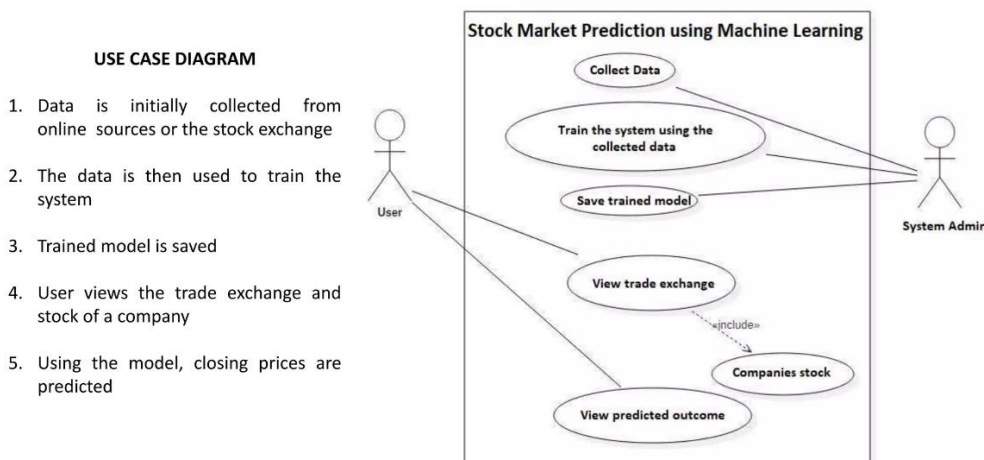 USE CASE DIAGRAM
1. Data is initially collected from
online sources or the stock exchange
2. The data is then used to train the
system
3. Trained model is saved
4. User views the trade exchange and
stock of a company
5. Using the model, closing prices are
predicted
Stock Market Prediction using Machine Learning
Collect Data
Train the system using the
collected data
Save trained model
User
System Admin
View trade exchange
«include»
Companies stock
View predicted outcome